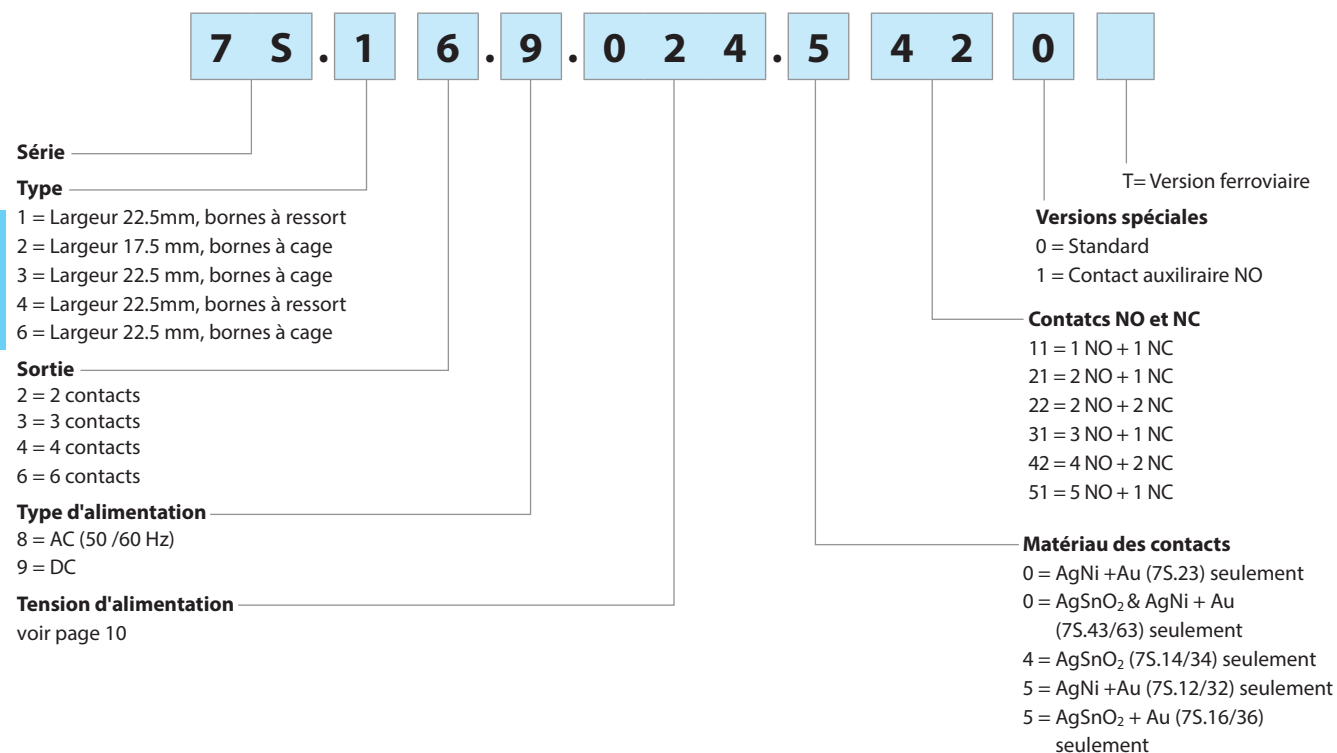 7 S . 1 6 . 9 . 0 2 4 . 5 4 2 0
Série
Type
1 = Largeur 22.5mm, bornes à ressort
2 = Largeur 17.5 mm, bornes à cage
3 = Largeur 22.5 mm, bornes à cage
4 = Largeur 22.5mm, bornes à ressort
6 = Largeur 22.5 mm, bornes à cage
Sortie
2 = 2 contacts
3 = 3 contacts
4 = 4 contacts
6 = 6 contacts
Type d'alimentation
8 = AC (50 /60 Hz)
9 = DC
Tension d'alimentation
voir page 10
T= Version ferroviaire
Versions spéciales
0 = Standard
1 = Contact auxiliraire NO
Contatcs NO et NC
11 = 1 NO + 1 NC
21 = 2 NO + 1 NC
22 = 2 NO + 2 NC
31 = 3 NO + 1 NC
42 = 4 NO + 2 NC
51 = 5 NO + 1 NC
Matériau des contacts
0 = AgNi +Au (7S.23) seulement
0 = AgSnO₂ & AgNi + Au
(7S.43/63) seulement
4 = AgSnO₂ (7S.14/34) seulement
5 = AgNi +Au (7S.12/32) seulement
5 = AgSnO₂ + Au (7S.16/36)
seulement